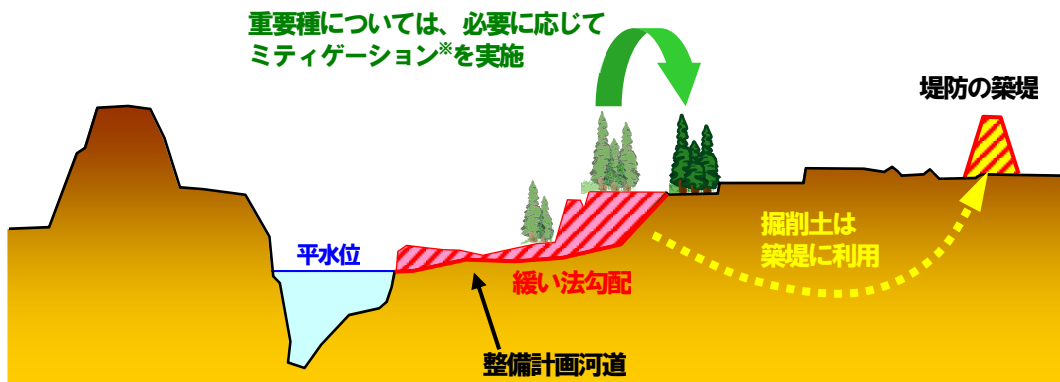 重要種については、必要に応じて
ミティゲーション※を実施
堤防の築堤
平水位
掘削土は
築堤に利用
緩い法勾配
整備計画河道